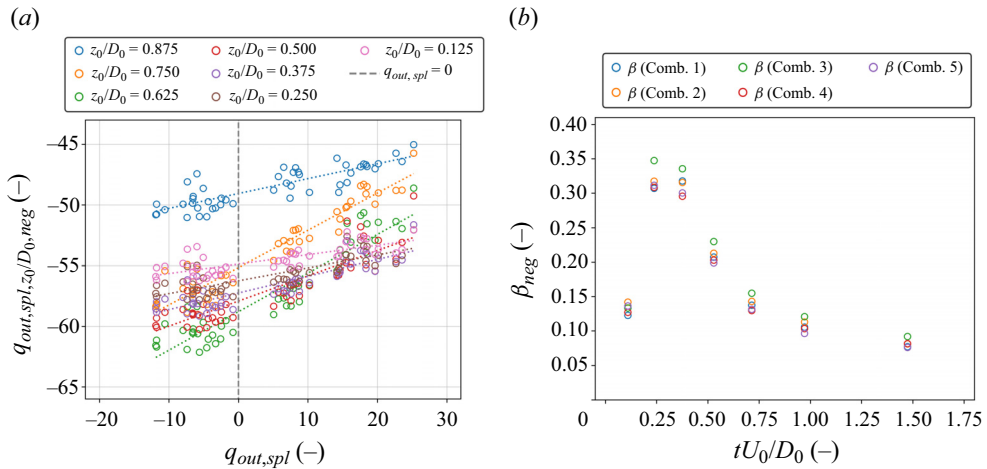 (a)
z0/D0 = 0.875
z0/D0 = 0.500
z0/D0 = 0.125
z0/D0 = 0.750
z0/D0 = 0.375
qout, spl = 0
z0/D0 = 0.625
z0/D0 = 0.250
−45
−50
−55
−60
−65
qout,spl,z0/D0,neg (–)
−20
−10
0
10
20
30
qout,spl (–)
(b)
β (Comb. 1)
β (Comb. 3)
β (Comb. 5)
β (Comb. 2)
β (Comb. 4)
0.40
0.35
0.30
0.25
0.20
0.15
0.10
0.05
0
βneg (–)
0.25
0.50
0.75
1.00
1.25
1.50
1.75
tU0/D0 (–)